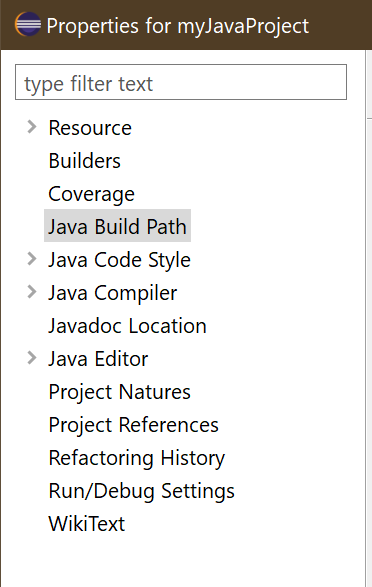 Properties for myJavaProject
type filter text
Resource
Builders
Coverage
Java Build Path
Java Code Style
Java Compiler
Javadoc Location
Java Editor
Project Natures
Project References
Refactoring History
Run/Debug Settings
WikiText